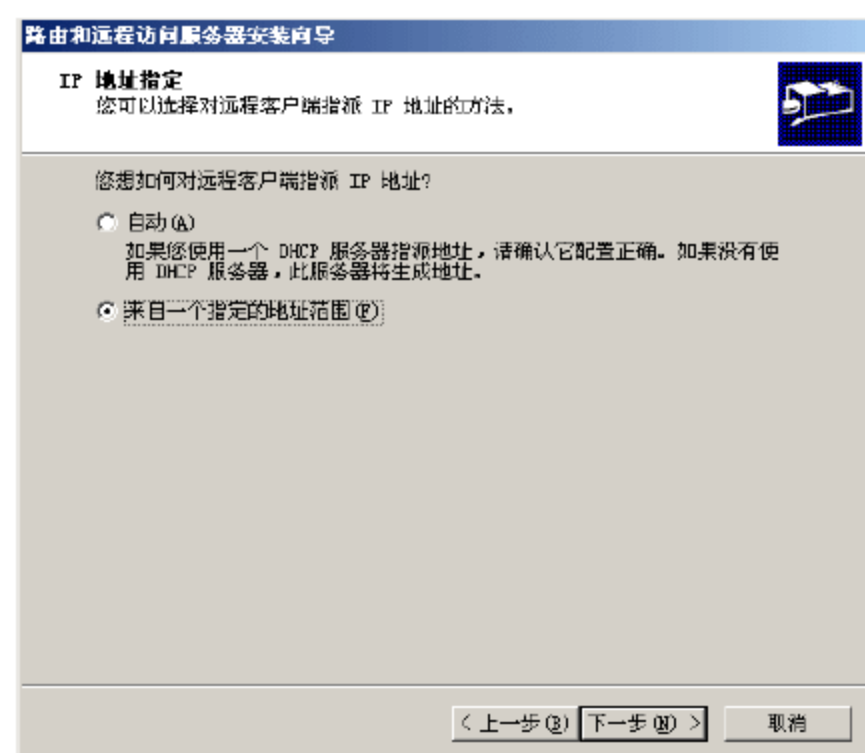 路由和远程访问服务器安装向导
IP 地址指定
您可以选择对远程客户端指派 IP 地址的方法。
您想如何对远程客户端指派 IP 地址?
自动(A)
如果您使用一个 DHCP 服务器指派地址，请确认它配置正确。如果没有使
用 DHCP 服务器，此服务器将生成地址。
来自一个指定的地址范围(F)
< 上一步(B)
下一步(N) >
取消